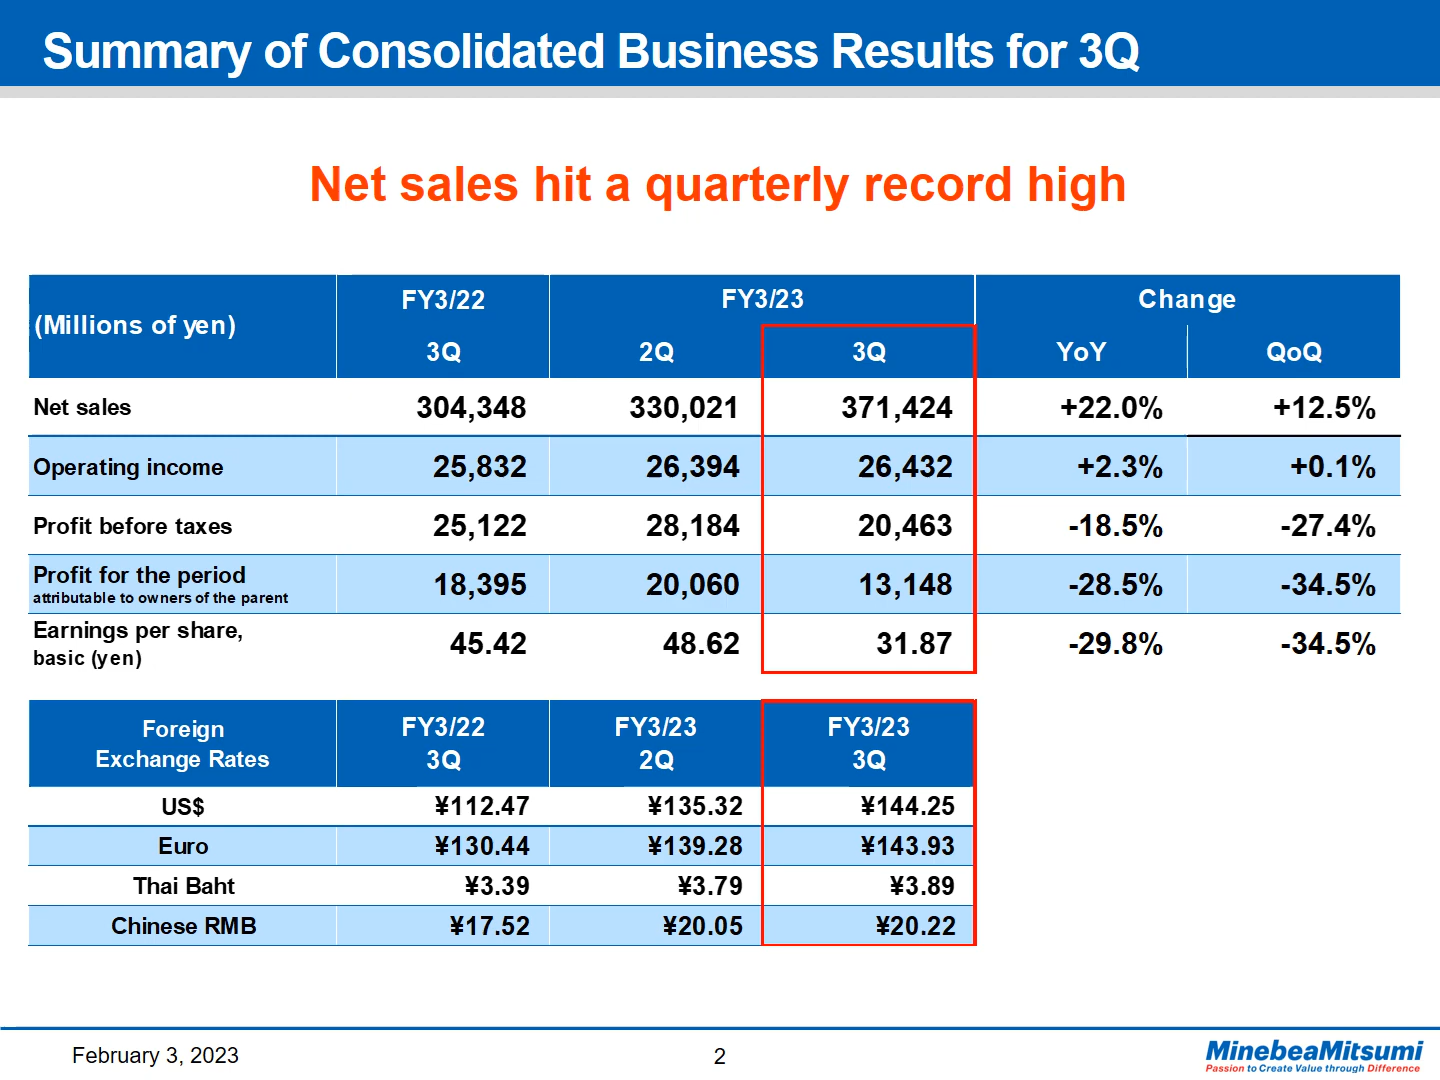 Summary of Consolidated Business Results for 3Q
Net sales hit a quarterly record high
(Millions of yen) FY3/22 FY3/23 Change
3Q 2Q 3Q YoY QoQ
Net sales 304,348 330,021 371,424 +22.0% +12.5%
Operating income 25,832 26,394 26,432 +2.3% +0.1%
Profit before taxes 25,122 28,184 20,463 -18.5% -27.4%
Profit for the period
attributable to owners of the parent 18,395 20,060 13,148 -28.5% -34.5%
Earnings per share,
basic (yen) 45.42 48.62 31.87 -29.8% -34.5%
Foreign
Exchange Rates FY3/22 FY3/23 FY3/23
3Q 2Q 3Q
US$ ¥112.47 ¥135.32 ¥144.25
Euro ¥130.44 ¥139.28 ¥143.93
Thai Baht ¥3.39 ¥3.79 ¥3.89
Chinese RMB ¥17.52 ¥20.05 ¥20.22
February 3, 2023
2
MinebeaMitsumi
Passion to Create Value through Difference